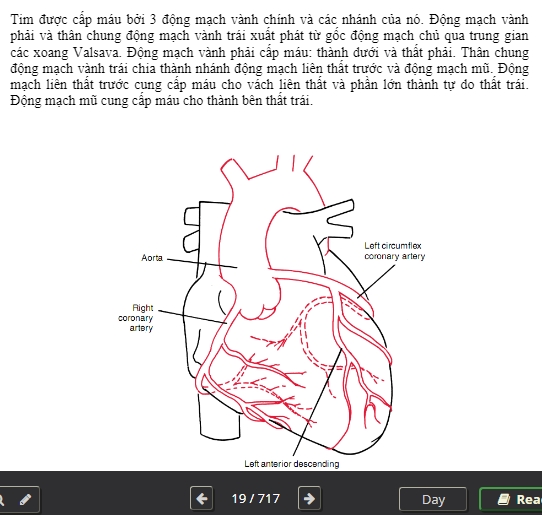 Tim được cấp máu bởi 3 động mạch vành chính và các nhánh của nó. Động mạch vành
phải và thân chung động mạch vành trái xuất phát từ gốc động mạch chủ qua trung gian
các xoang Valsava. Động mạch vành phải cấp máu: thành dưới và thất phải. Thân chung
động mạch vành trái chia thành nhánh động mạch liên thất trước và động mạch mũ. Động
mạch liên thất trước cung cấp máu cho vách liên thất và phần lớn thành tự do thất trái.
Động mạch mũ cung cấp máu cho thành bên thất trái.
Left circumflex
coronary artery
Aorta
Right
coronary
artery
Left anterior descending
19 / 717
Day
Rea